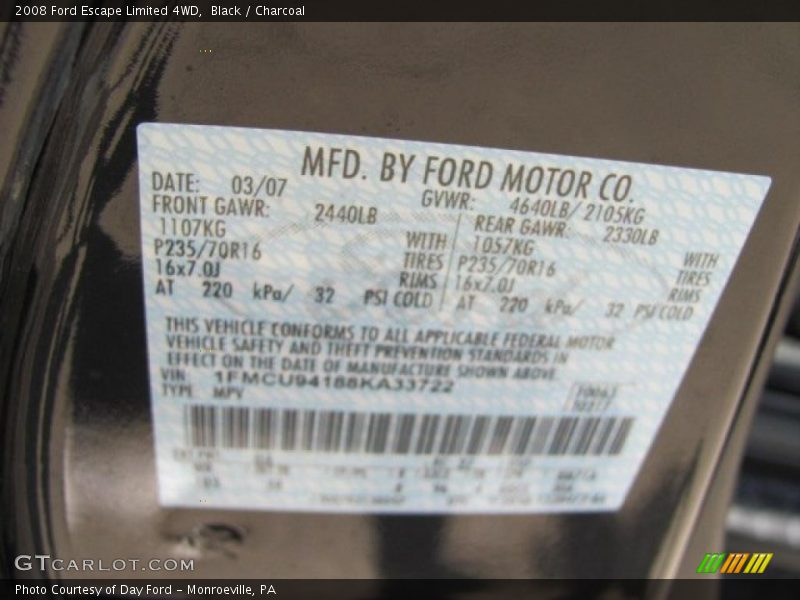 2008 Ford Escape Limited 4WD, Black / Charcoal
MFD. BY FORD MOTOR CO.
DATE: 03/07 GVWR: 4640LB/ 2105KG
FRONT GAWR: 2440LB REAR GAWR: 2330LB
1107KG WITH 1057KG WITH
P235/70R16 TIRES P235/70R16 TIRES
16x7.0J RIMS 16x7.0J RIMS
AT 220 kPa/ 32 PSI COLD AT 220 kPa/ 32 PSI COLD
THIS VEHICLE CONFORMS TO ALL APPLICABLE FEDERAL MOTOR
VEHICLE SAFETY AND THEFT PREVENTION STANDARDS IN
EFFECT ON THE DATE OF MANUFACTURE SHOWN ABOVE.
VIN: 1FMCU94188KA33722
TYPE: MPV
GTCARLOT.COM
Photo Courtesy of Day Ford – Monroeville, PA